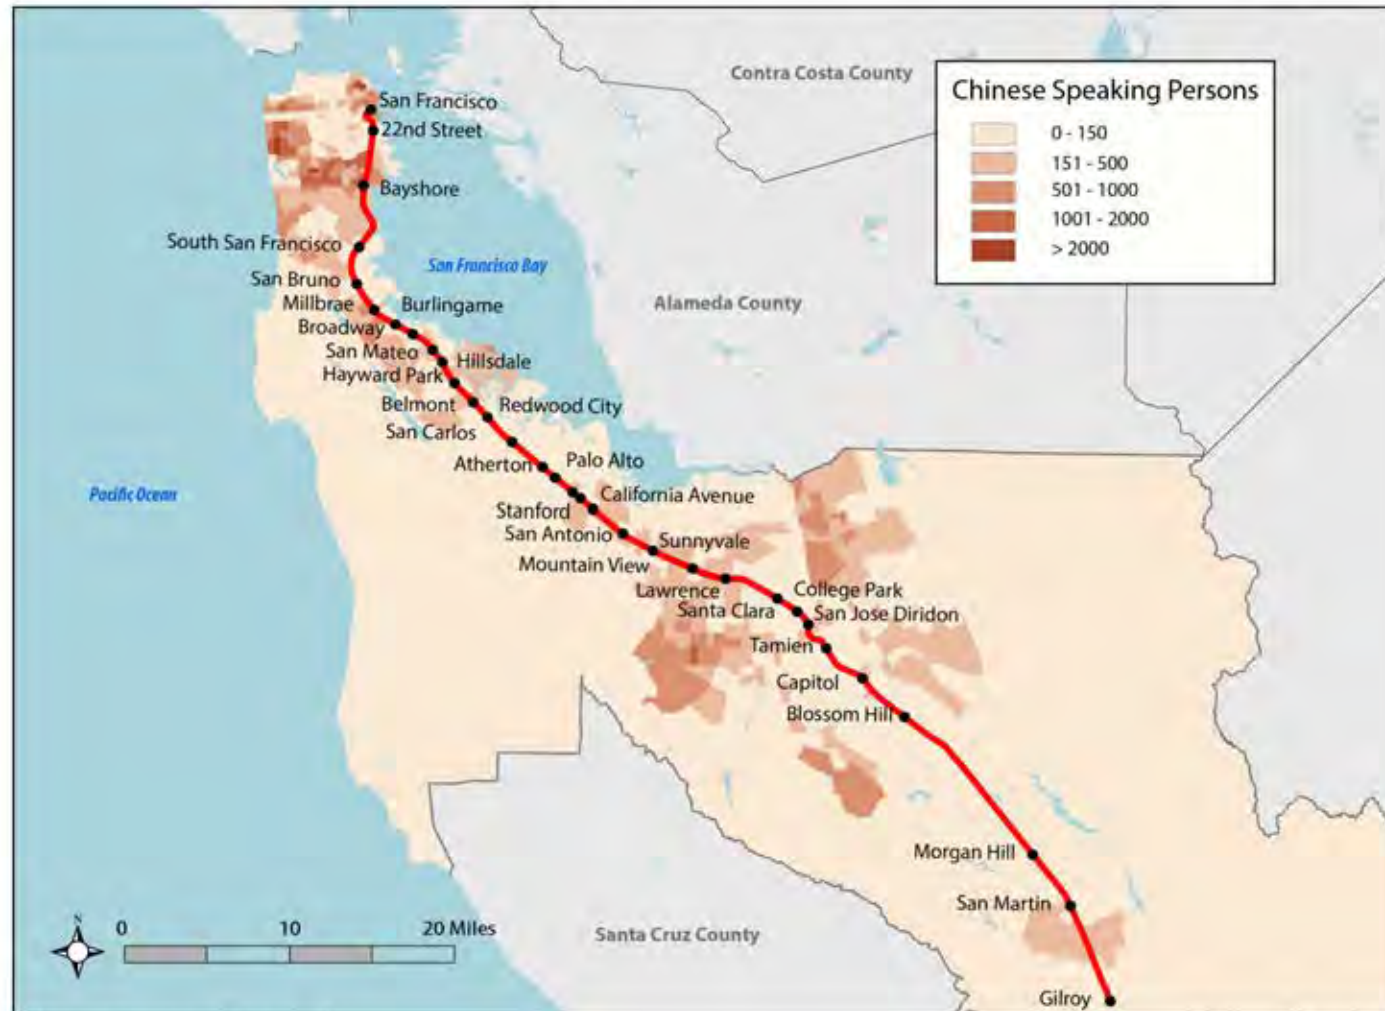 Contra Costa County
Chinese Speaking Persons
0 - 150
151 - 500
501 - 1000
1001 - 2000
> 2000
San Francisco
22nd Street
Bayshore
South San Francisco
San Francisco Bay
San Bruno
Millbrae
Burlingame
Alameda County
Broadway
San Mateo
Hillsdale
Hayward Park
Belmont
Redwood City
San Carlos
Atherton
Palo Alto
Pacific Ocean
California Avenue
Stanford
San Antonio
Sunnyvale
Mountain View
Lawrence
College Park
Santa Clara
San Jose Diridon
Tamien
Capitol
Blossom Hill
Morgan Hill
San Martin
N
0 10 20 Miles
Santa Cruz County
Gilroy